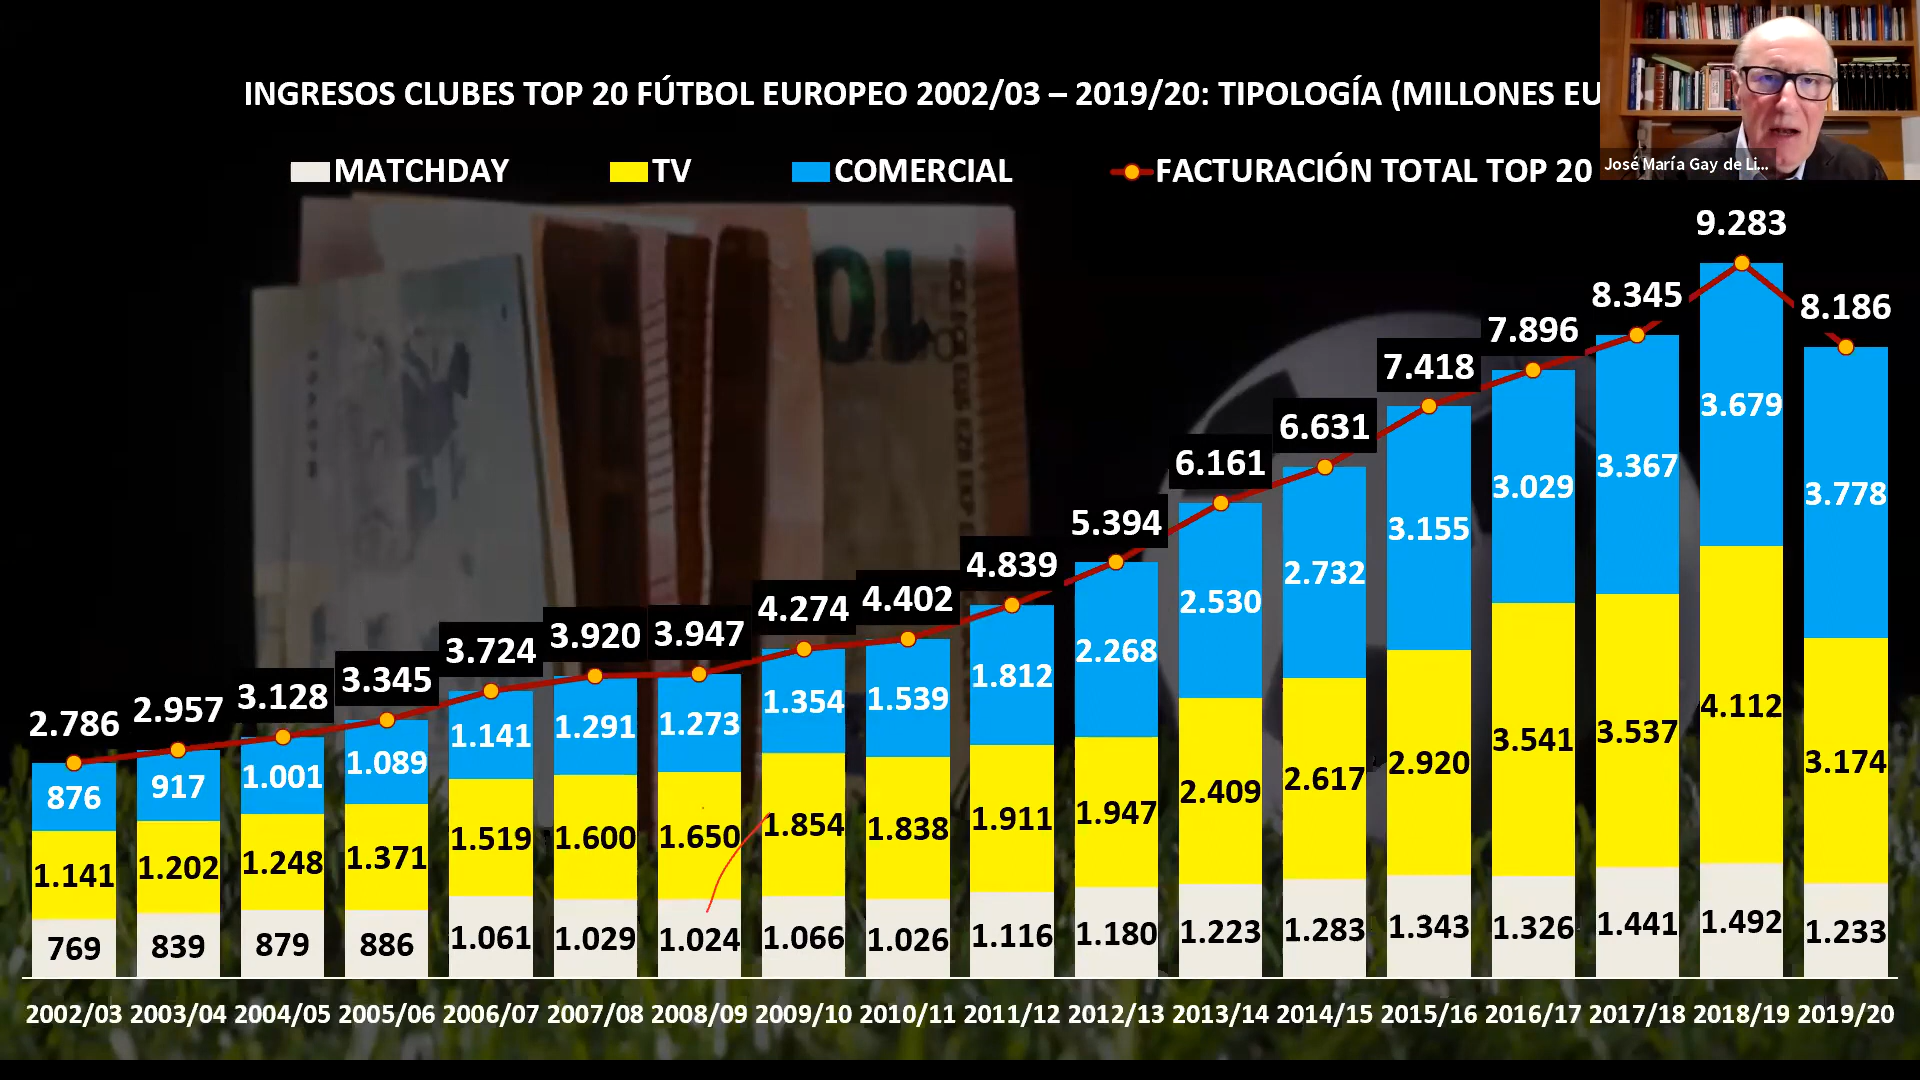 INGRESOS CLUBES TOP 20 FÚTBOL EUROPEO 2002/03 – 2019/20: TIPOLOGÍA (MILLONES EU
MATCHDAY TV COMERCIAL FACTURACIÓN TOTAL TOP 20
José María Gay de Li...
2.786 2.957 3.128 3.345 3.724 3.920 3.947 4.274 4.402 4.839 5.394 6.161 6.631 7.418 7.896 8.345 9.283 8.186
876 917 1.001 1.089 1.141 1.291 1.273 1.354 1.539 1.812 2.268 2.530 2.732 3.155 3.029 3.367 3.679 3.778
1.141 1.202 1.248 1.371 1.519 1.600 1.650 1.854 1.838 1.911 1.947 2.409 2.617 2.920 3.541 3.537 4.112 3.174
769 839 879 886 1.061 1.029 1.024 1.066 1.026 1.116 1.180 1.223 1.283 1.343 1.326 1.441 1.492 1.233
2002/03 2003/04 2004/05 2005/06 2006/07 2007/08 2008/09 2009/10 2010/11 2011/12 2012/13 2013/14 2014/15 2015/16 2016/17 2017/18 2018/19 2019/20
10